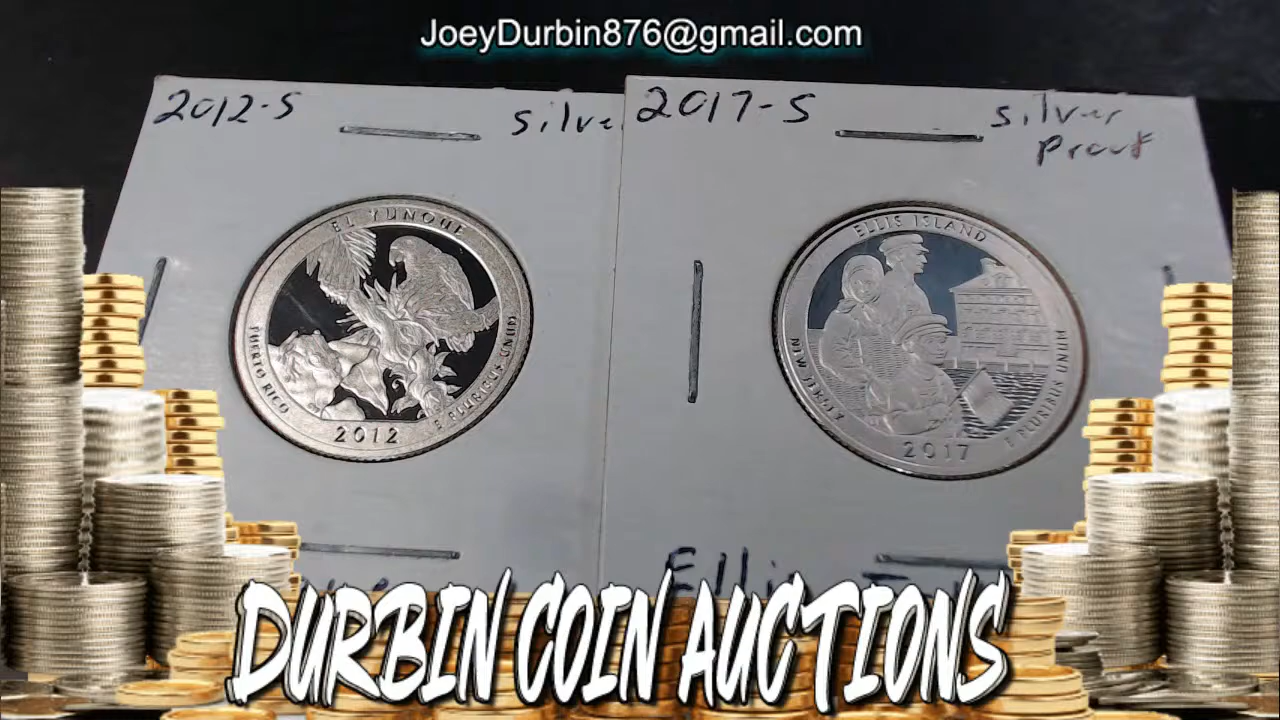 JoeyDurbin876@gmail.com
2012-S
Silve
2017-S
Silver
Proof
EL YUNQUE
PUERTO RICO
E PLURIBUS UNUM
2012
ELLIS ISLAND
NEW JERSEY
E PLURIBUS UNUM
2017
DURBIN COIN AUCTIONS